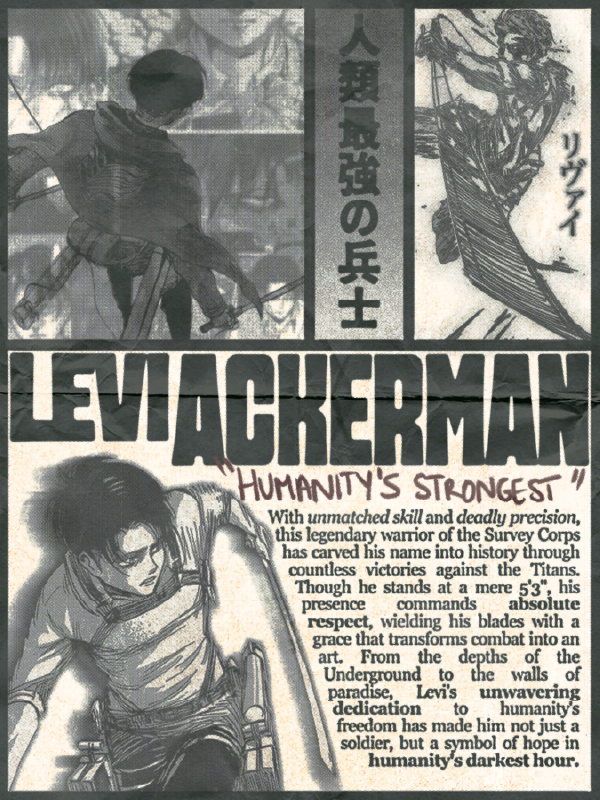 人類最強の兵士
リヴァイ
LEVI ACKERMAN
"HUMANITY'S STRONGEST"
With unmatched skill and deadly precision,
this legendary warrior of the Survey Corps
has carved his name into history through
countless victories against the Titans.
Though he stands at a mere 5'3", his
presence commands absolute
respect, wielding his blades with a
grace that transforms combat into an
art. From the depths of the
Underground to the walls of
paradise, Levi's unwavering
dedication to humanity's
freedom has made him not just a
soldier, but a symbol of hope in
humanity's darkest hour.